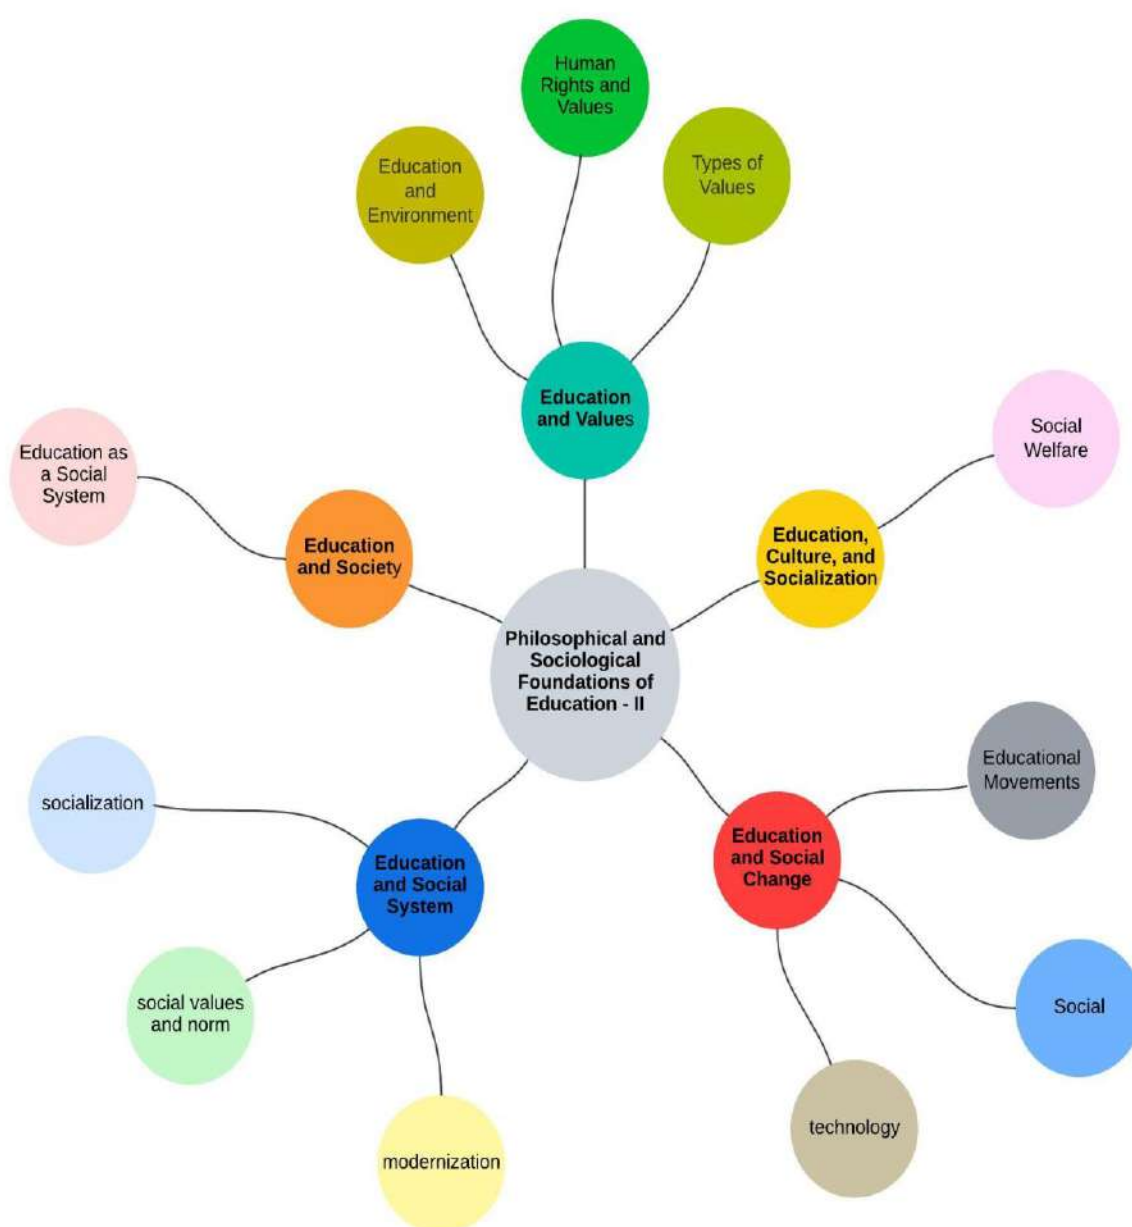 Human
Rights and
Values
Types of
Values
Education
and
Environment
Education
and Values
Social
Welfare
Education as
a Social
System
Education
and Society
Education,
Culture, and
Socialization
Philosophical and
Sociological
Foundations of
Education - II
Educational
Movements
socialization
Education
and Social
System
Education
and Social
Change
social values
and norm
Social
technology
modernization